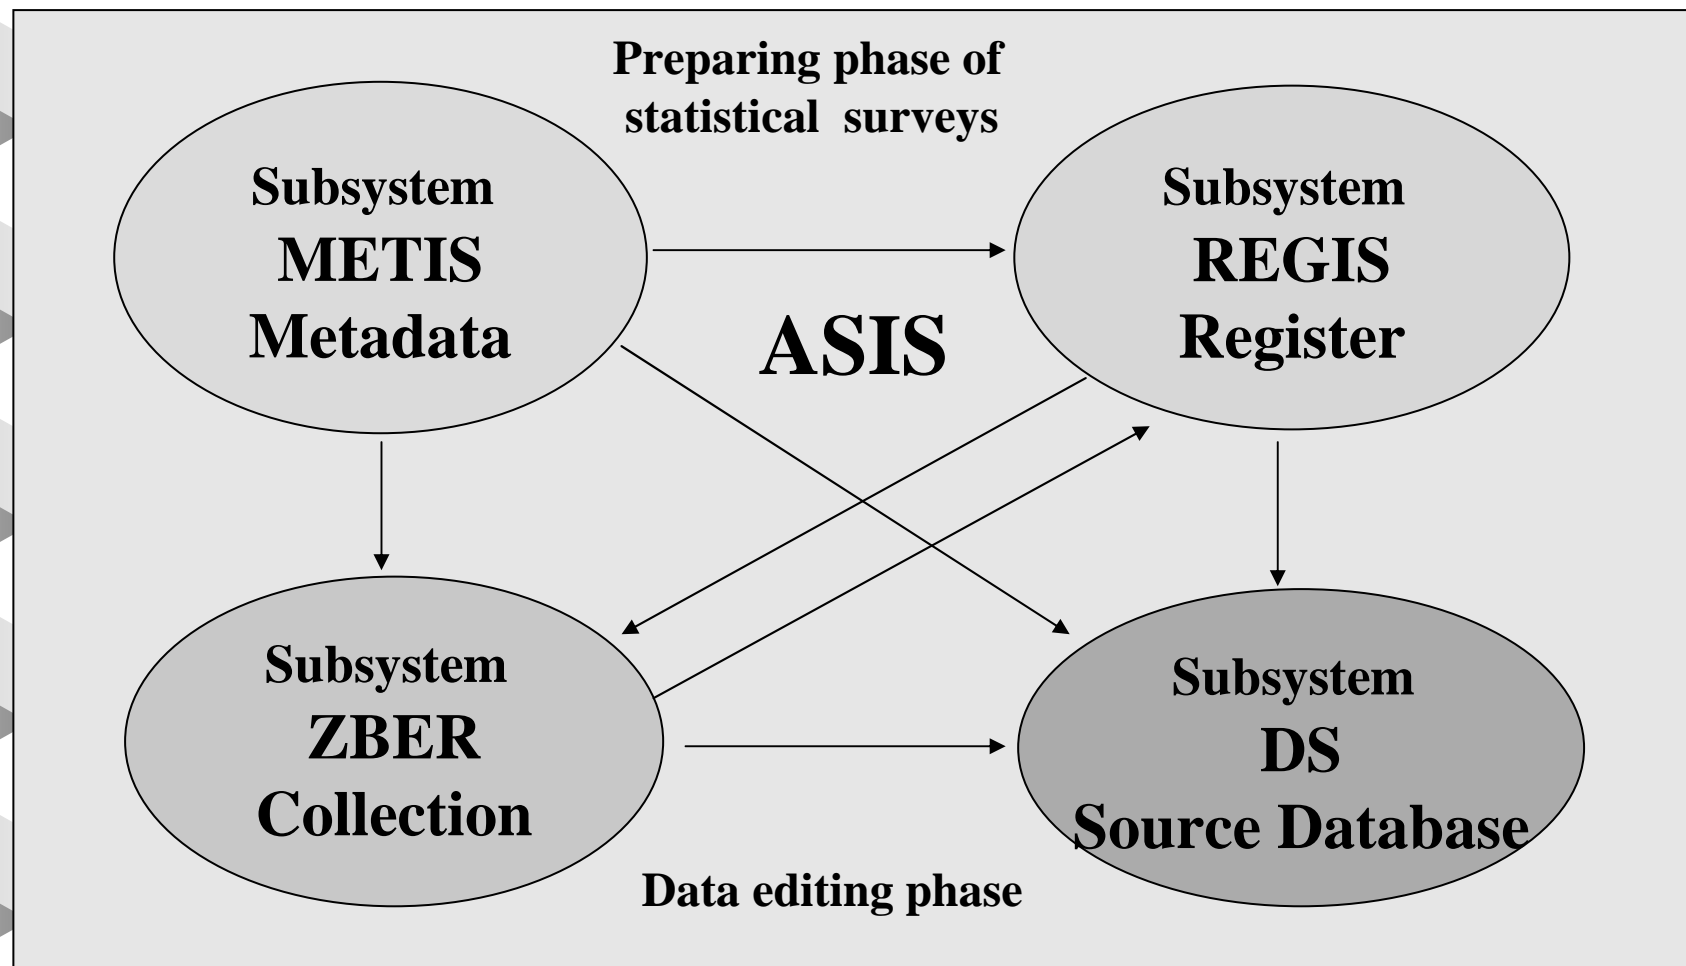 Preparing phase of
statistical surveys
Subsystem
METIS
Metadata
Subsystem
REGIS
Register
ASIS
Subsystem
ZBER
Collection
Subsystem
DS
Source Database
Data editing phase